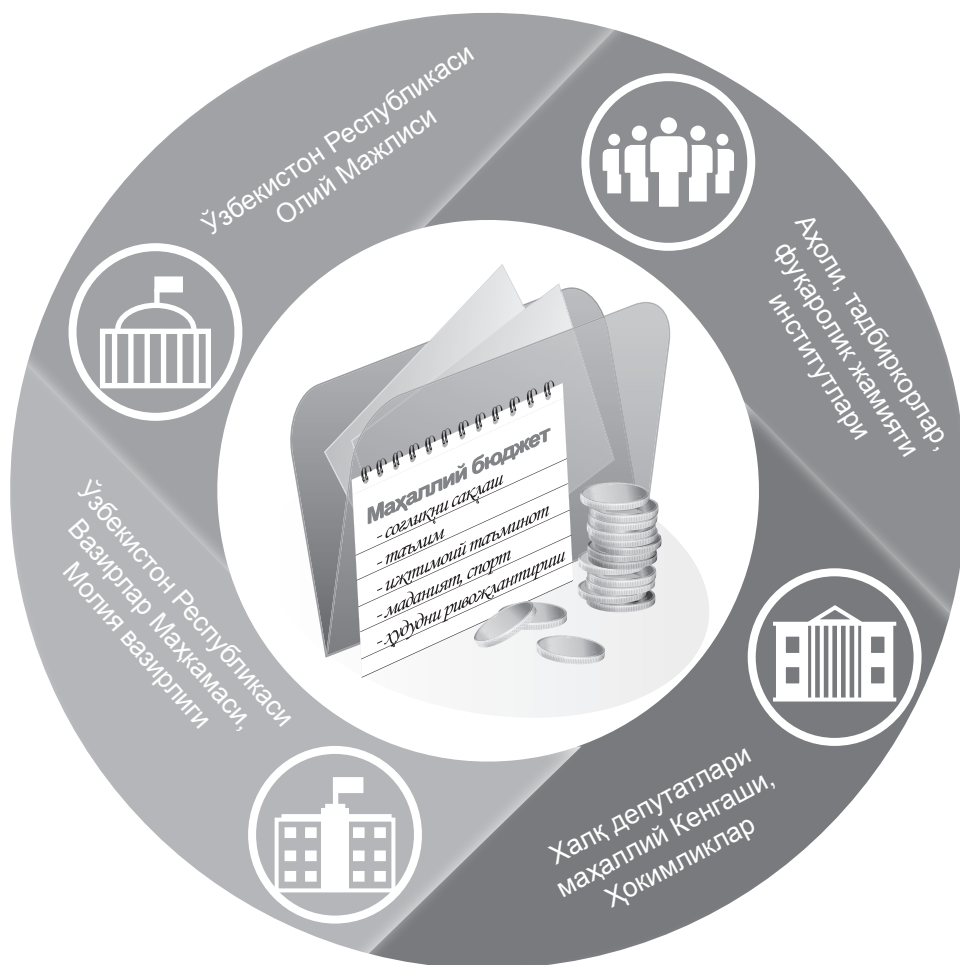 Ўзбекистон Республикаси
Олий Мажлиси
Аҳоли, тадбиркорлар,
фукаролик жамияти
институтлари
Маҳаллий бюджет
- соғлиқни сақлаш
- таълим
- ижтимоий таъминот
- маданият, спорт
- ҳудудни ривожлантириш
Ўзбекистон Республикаси
Вазирлар Маҳкамаси,
Молия вазирлиги
Халқ депутатлари
маҳаллий Кенгаши,
Ҳокимликлар